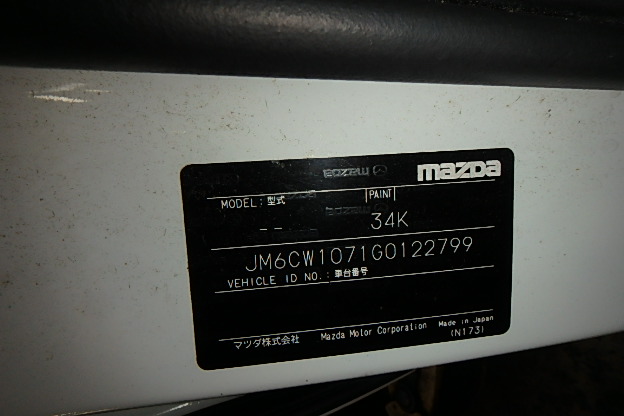 mazda
MODEL: 型式 PAINT
-- 34K
JM6CW1071G0122799
VEHICLE ID NO.: 車台番号
マツダ株式会社 Mazda Motor Corporation Made in Japan
(N173)